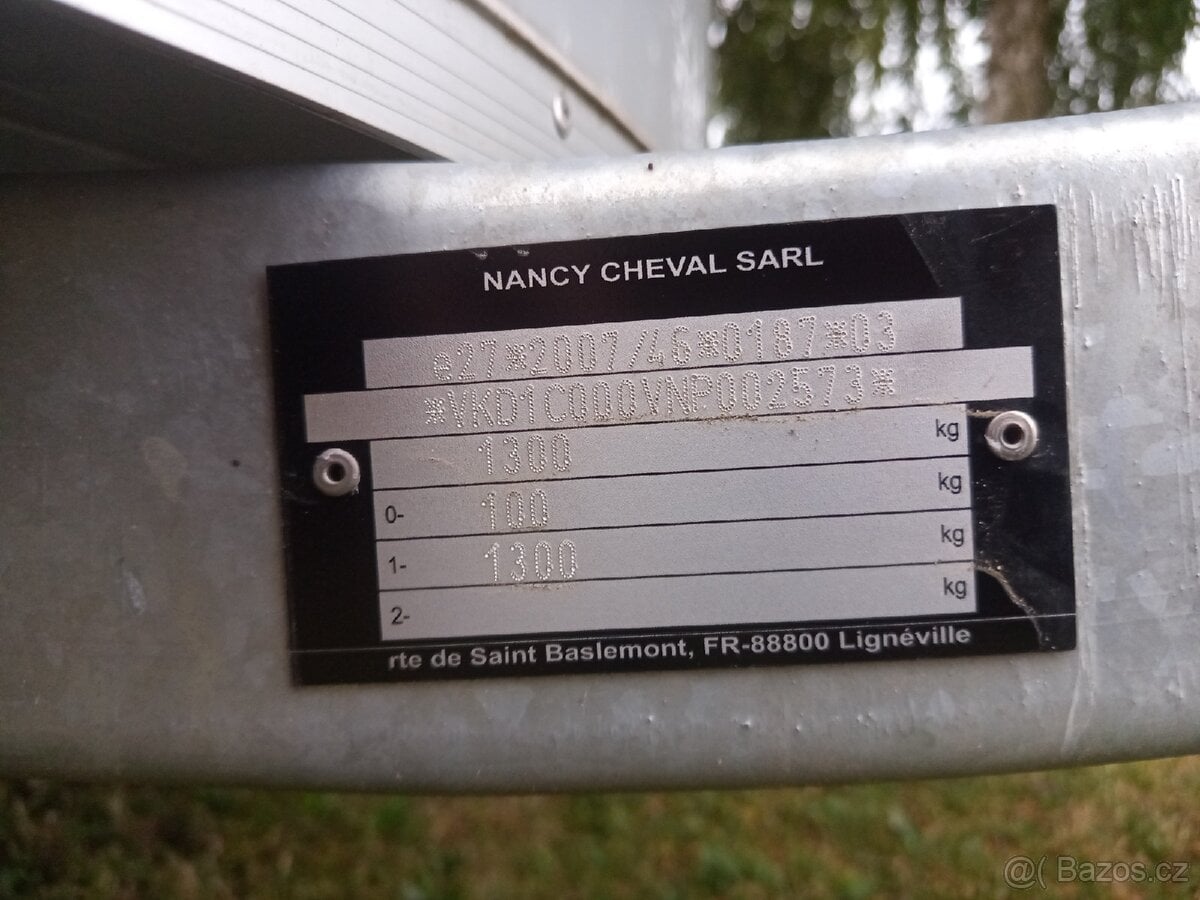 NANCY CHEVAL SARL
e27*2007/46*0187*03
*VKD1C000VNP002573*
1300 kg
0- 100 kg
1- 1300 kg
2- kg
rte de Saint Baslemont, FR-88800 Lignéville
@( Bazos.cz